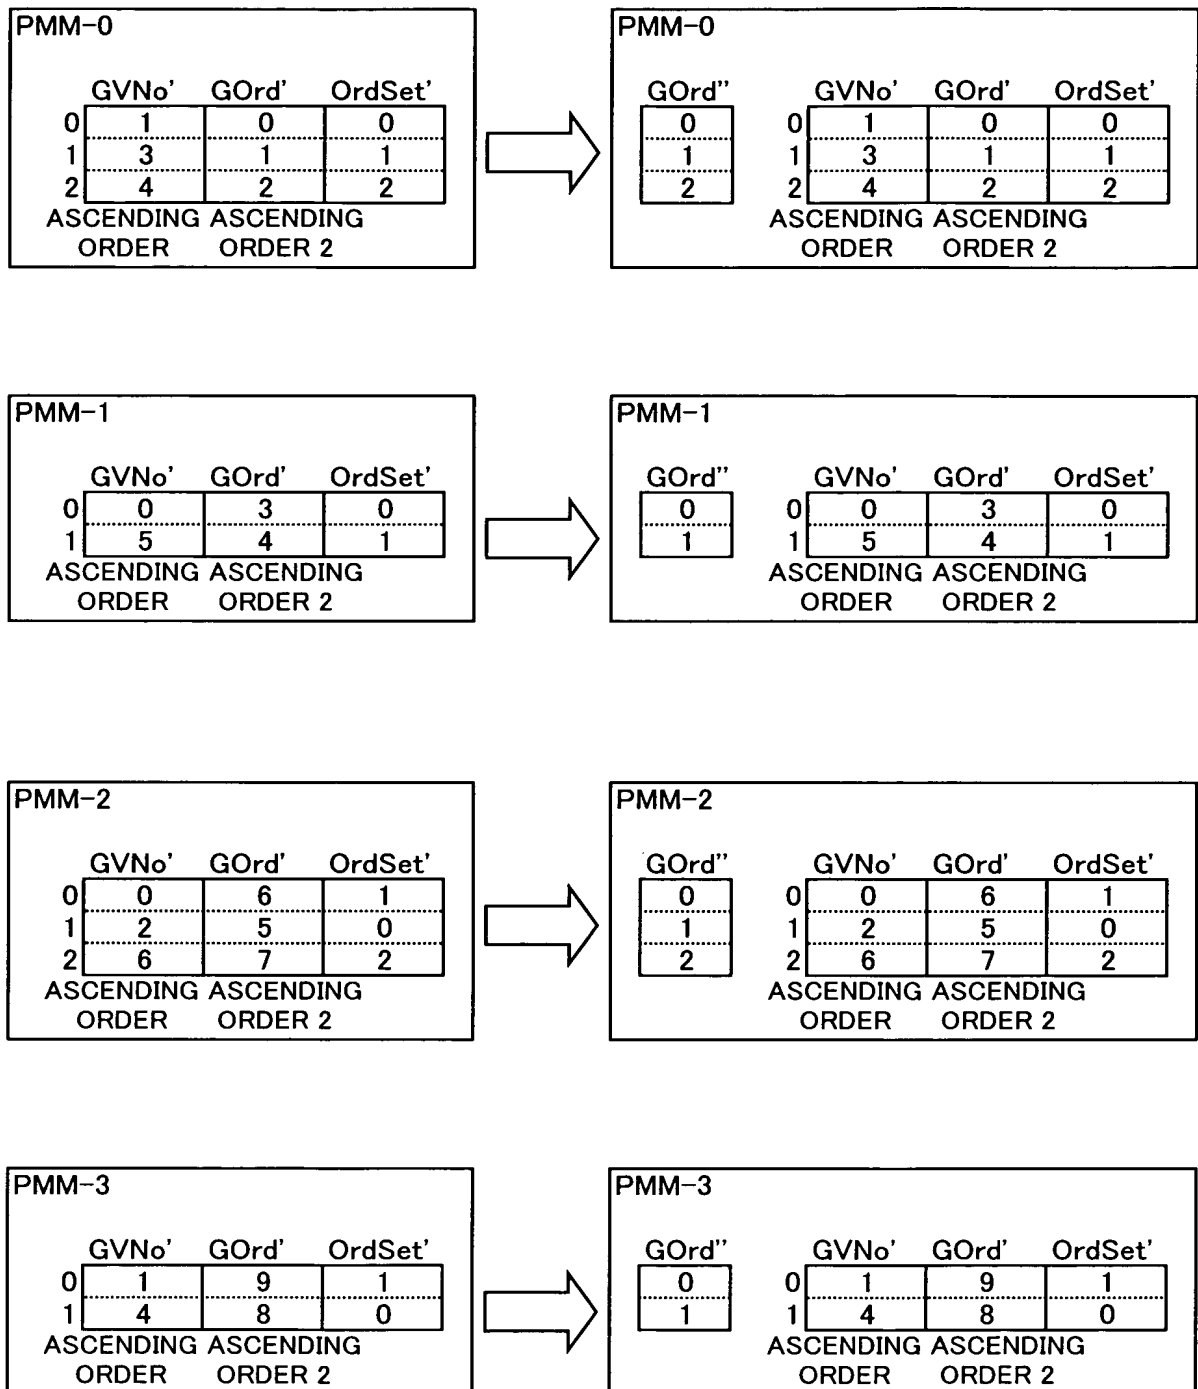 PMM-0
GVNo' GOrd' OrdSet'
0 1 0 0
1 3 1 1
2 4 2 2
ASCENDING ASCENDING
ORDER ORDER 2
PMM-0
GOrd" GVNo' GOrd' OrdSet'
0 0 1 0 0
1 1 3 1 1
2 2 4 2 2
ASCENDING ASCENDING
ORDER ORDER 2
PMM-1
GVNo' GOrd' OrdSet'
0 0 3 0
1 5 4 1
ASCENDING ASCENDING
ORDER ORDER 2
PMM-1
GOrd" GVNo' GOrd' OrdSet'
0 0 0 3 0
1 1 5 4 1
ASCENDING ASCENDING
ORDER ORDER 2
PMM-2
GVNo' GOrd' OrdSet'
0 0 6 1
1 2 5 0
2 6 7 2
ASCENDING ASCENDING
ORDER ORDER 2
PMM-2
GOrd" GVNo' GOrd' OrdSet'
0 0 0 6 1
1 1 2 5 0
2 2 6 7 2
ASCENDING ASCENDING
ORDER ORDER 2
PMM-3
GVNo' GOrd' OrdSet'
0 1 9 1
1 4 8 0
ASCENDING ASCENDING
ORDER ORDER 2
PMM-3
GOrd" GVNo' GOrd' OrdSet'
0 0 1 9 1
1 1 4 8 0
ASCENDING ASCENDING
ORDER ORDER 2